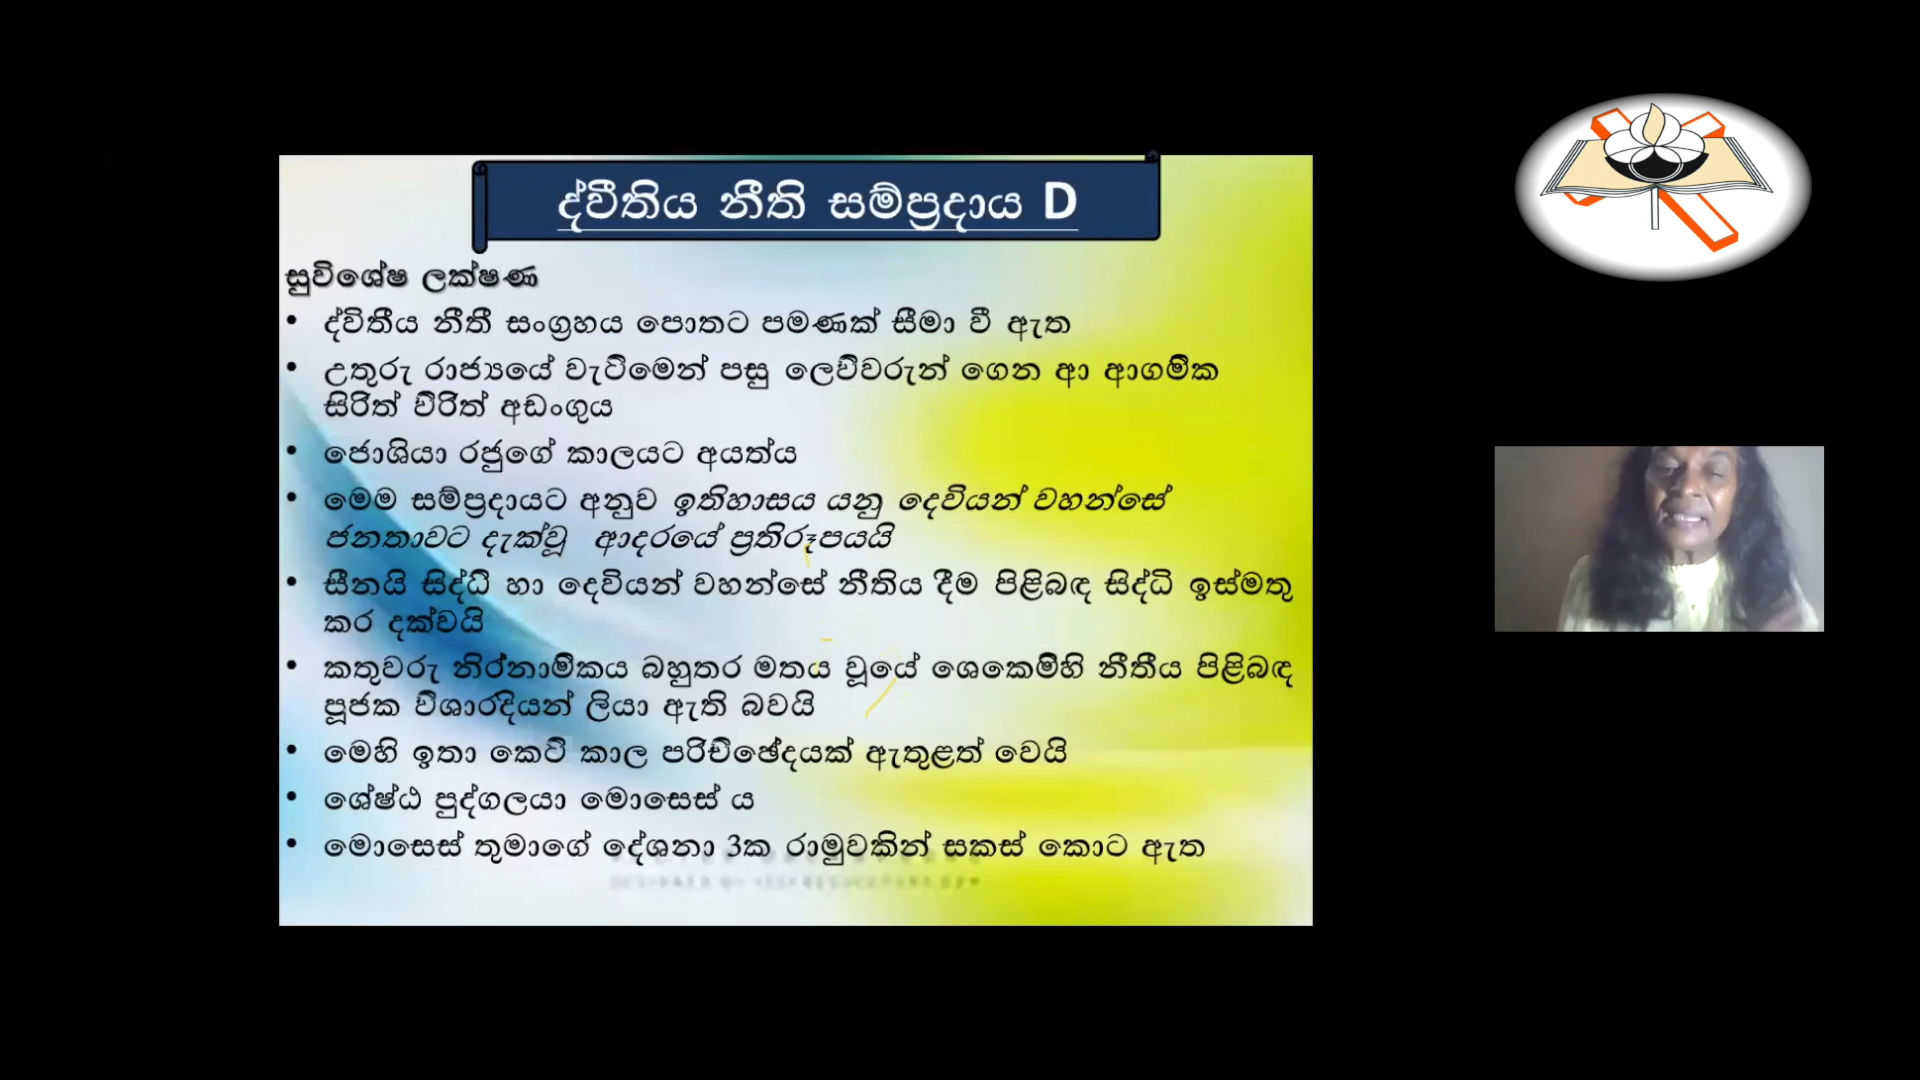 ද්වීතිය නීති සම්ප්‍රදාය D
සුවිශේෂ ලක්ෂණ
• ද්විතීය නීතී සංග්‍රහය පොතට පමණක් සීමා වී ඇත
• උතුරු රාජ්‍යයේ වැටීමෙන් පසු ලෙවීවරුන් ගෙන ආ ආගමික
සිරිත් විරිත් අඩංගුය
• ජොශියා රජුගේ කාලයට අයත්ය
• මෙම සම්ප්‍රදායට අනුව ඉතිහාසය යනු දෙවියන් වහන්සේ
ජනතාවට දැක්වූ ආදරයේ ප්‍රතිරූපයයි
• සීනයි සිද්ධි හා දෙවියන් වහන්සේ නීතිය දීම පිළිබඳ සිද්ධි ඉස්මතු
කර දක්වයි
• කතුවරු නිර්නාමිකය බහුතර මතය වූයේ ශෙකෙම්හි නීතීය පිළිබඳ
පූජක විශාරදයන් ලියා ඇති බවයි
• මෙහි ඉතා කෙටි කාල පරිච්ඡේදයක් ඇතුළත් වෙයි
• ශේෂ්ඨ පුද්ගලයා මොසෙස් ය
• මොසෙස් තුමාගේ දේශනා 3ක රාමුවකින් සකස් කොට ඇත